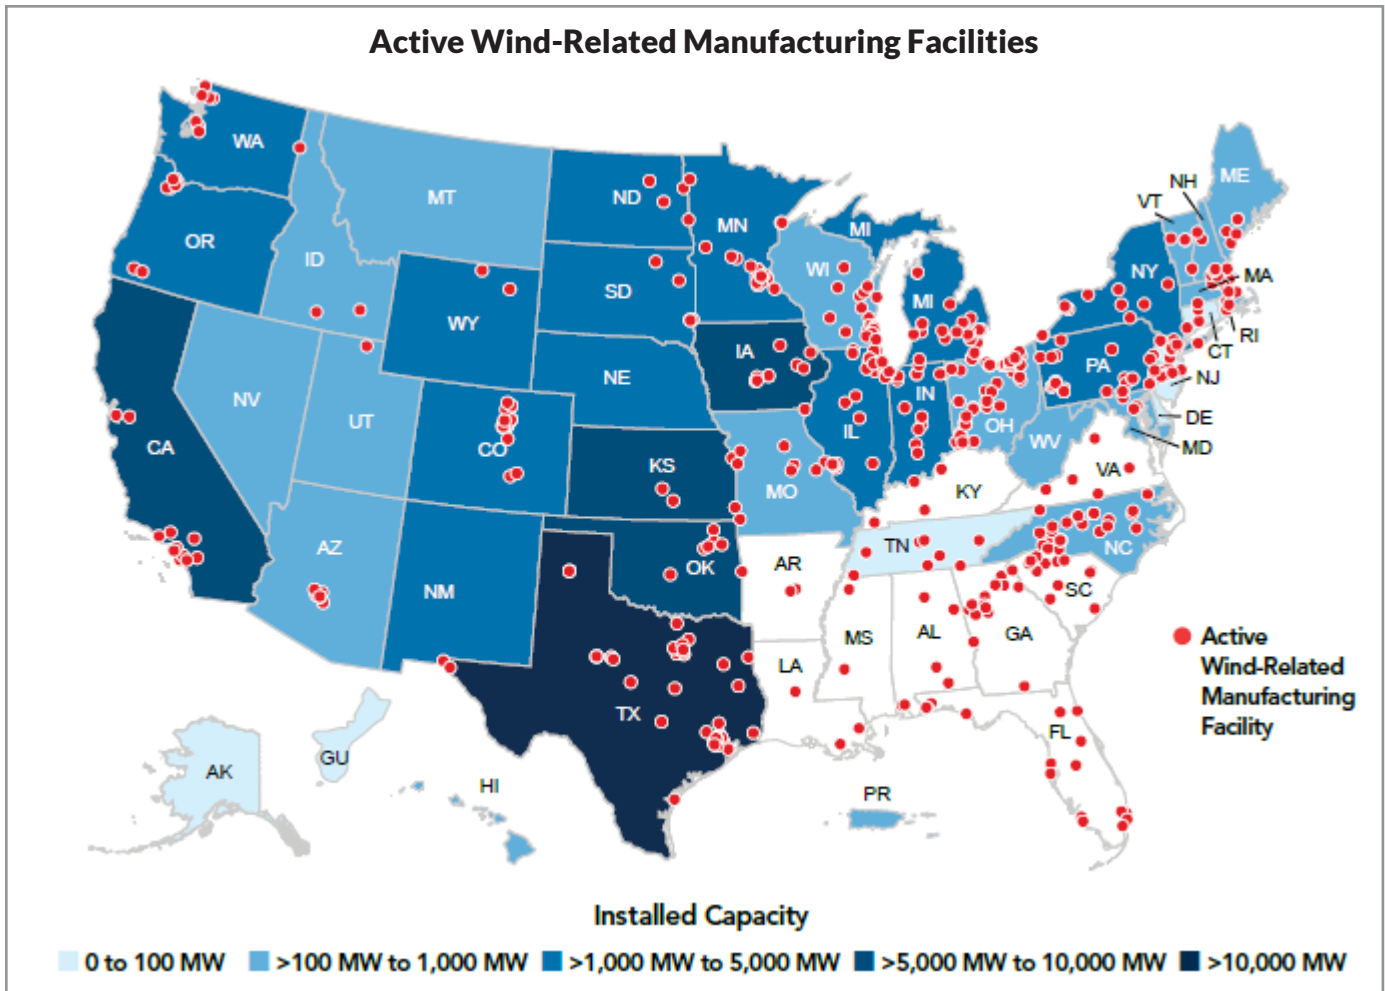 Active Wind-Related Manufacturing Facilities
WA
MT
ND
MN
MI
VT
NH
ME
OR
ID
WY
SD
WI
MI
NY
MA
RI
CT
NJ
DE
MD
IA
NE
PA
NV
UT
CO
KS
MO
IL
IN
OH
WV
VA
KY
CA
AZ
NM
OK
AR
TN
NC
SC
MS
AL
GA
LA
TX
FL
AK
GU
HI
PR
Active
Wind-Related
Manufacturing
Facility
Installed Capacity
0 to 100 MW >100 MW to 1,000 MW >1,000 MW to 5,000 MW >5,000 MW to 10,000 MW >10,000 MW